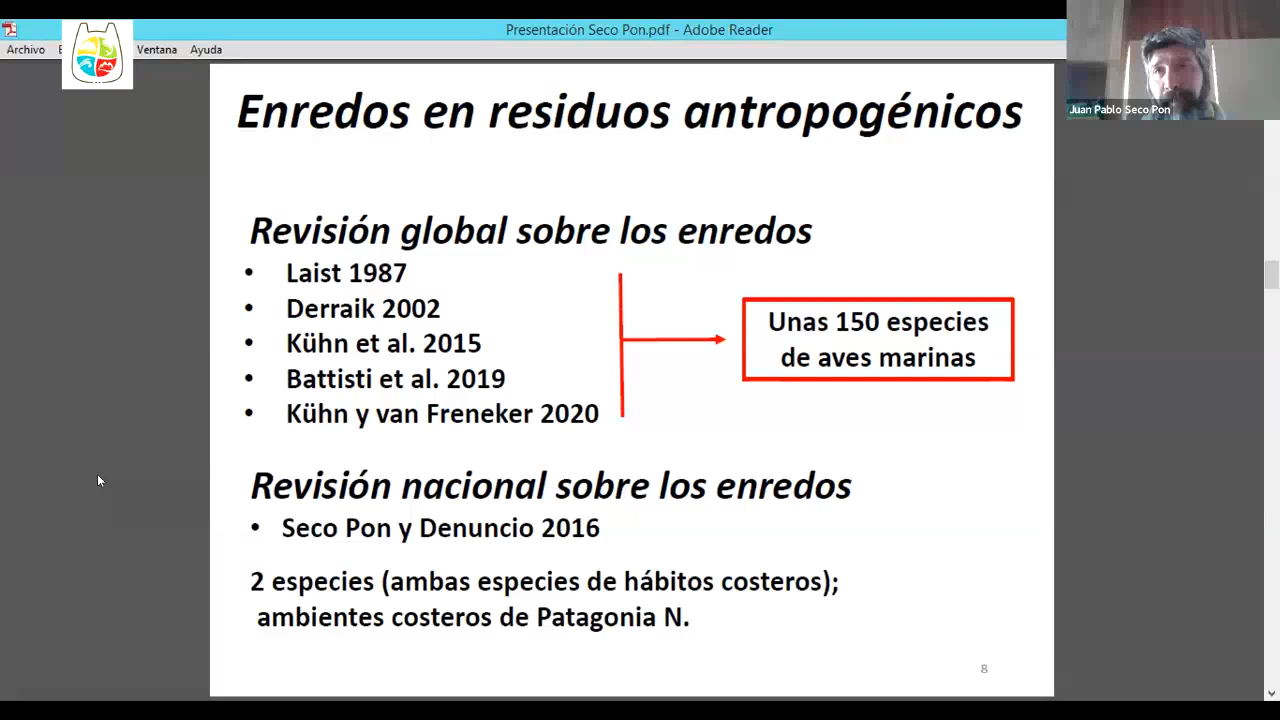 Presentación Seco Pon.pdf - Adobe Reader
Archivo
Ventana
Ayuda
Juan Pablo Seco Pon
Enredos en residuos antropogénicos
Revisión global sobre los enredos
• Laist 1987
• Derraik 2002
• Kühn et al. 2015
• Battisti et al. 2019
• Kühn y van Freneker 2020
Unas 150 especies
de aves marinas
Revisión nacional sobre los enredos
• Seco Pon y Denuncio 2016
2 especies (ambas especies de hábitos costeros);
ambientes costeros de Patagonia N.
8